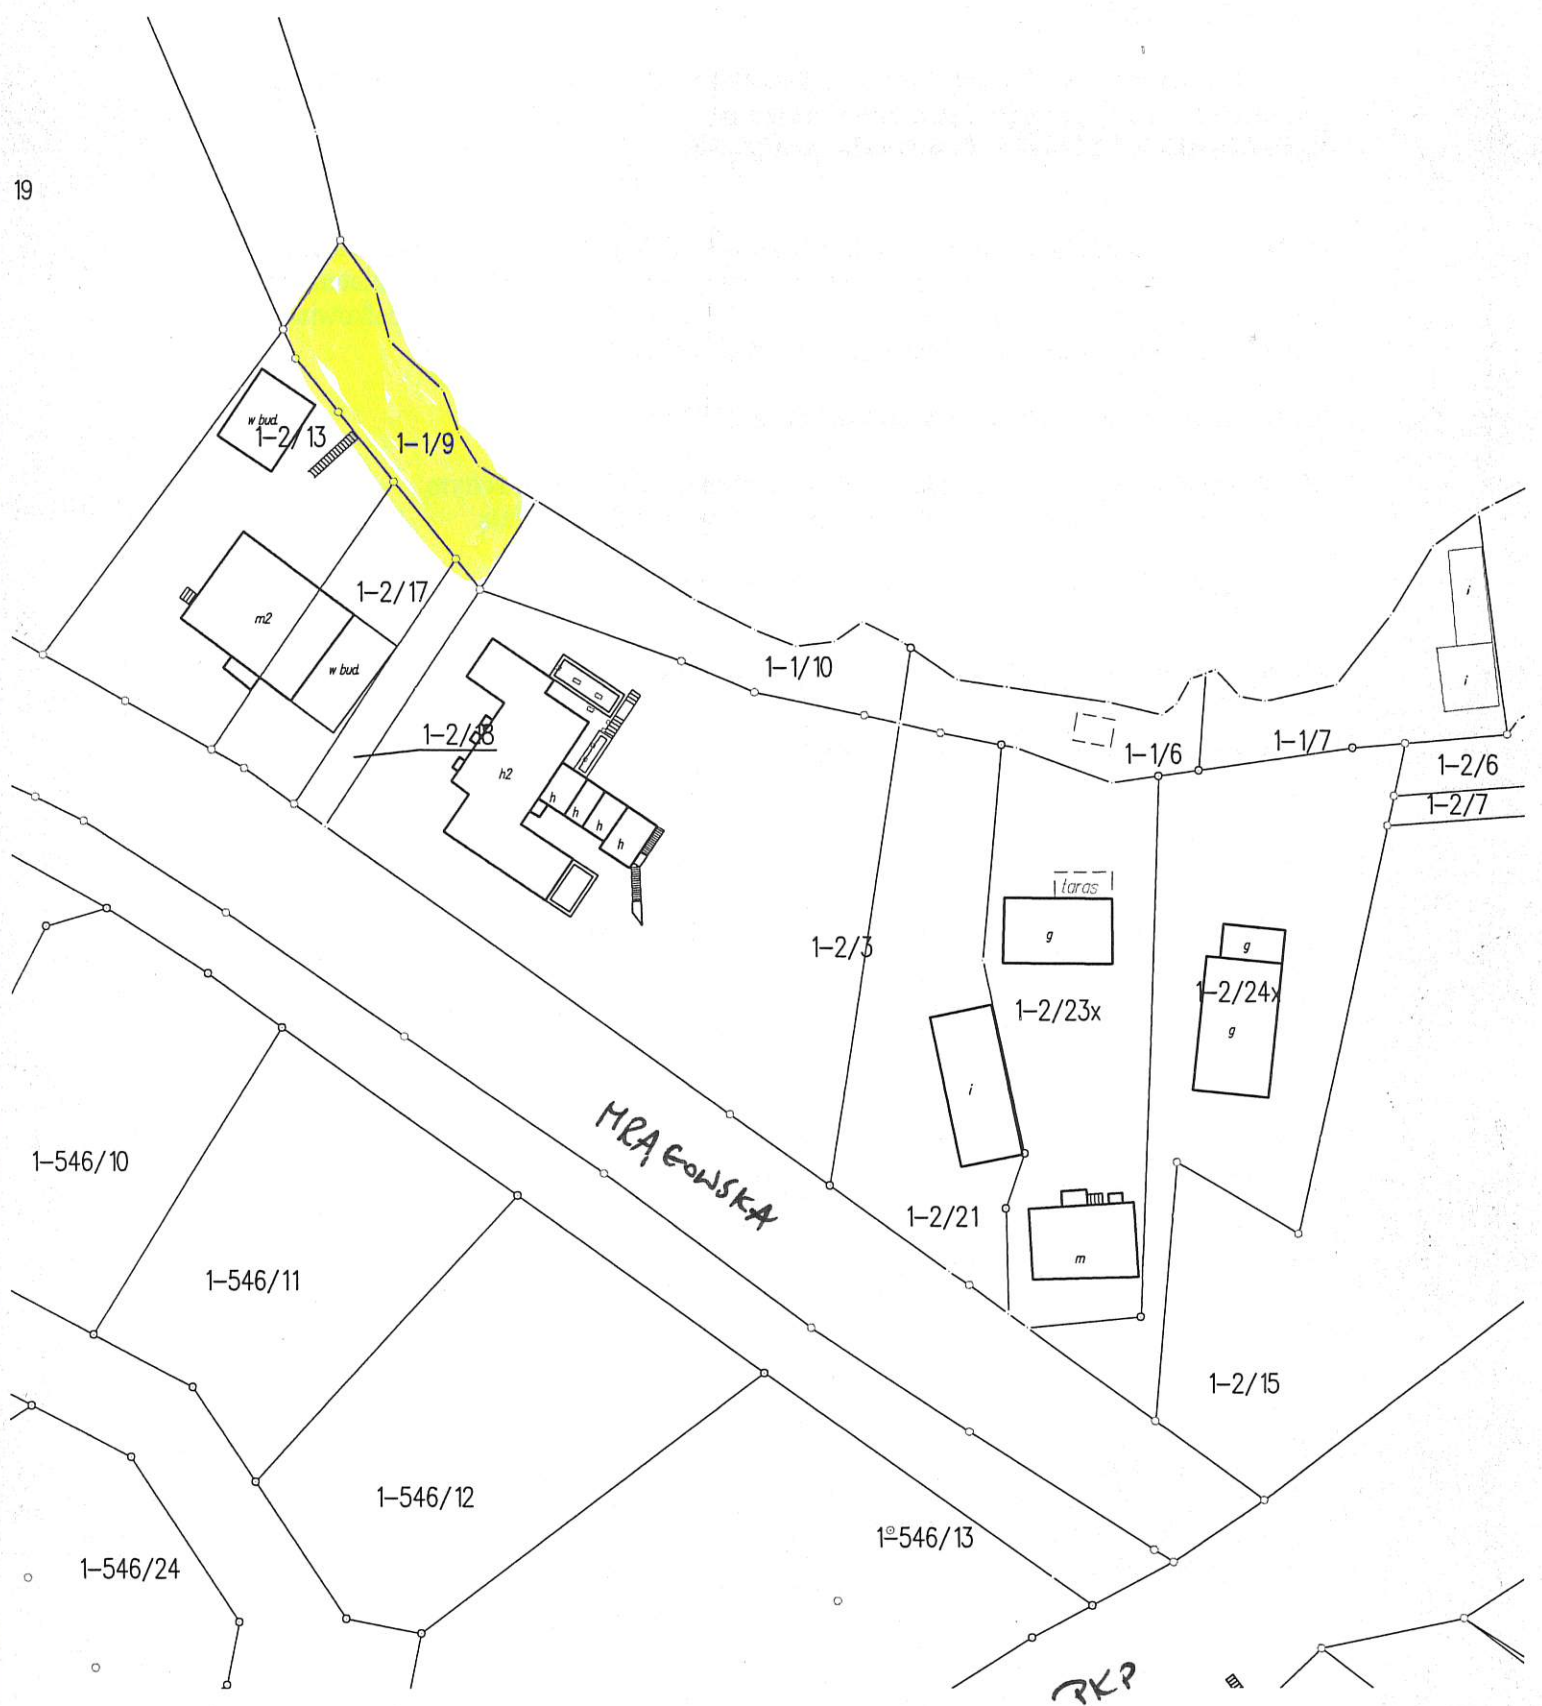 19
w bud.
1-2/13
1-1/9
1-2/17
m2
w bud.
1-1/10
i
i
1-1/6
1-1/7
1-2/6
1-2/7
1-2/18
h2
h
h
h
h
taras
g
1-2/3
g
1-2/24x
g
1-2/23x
i
MRĄGOWSKA
1-546/10
1-2/21
m
1-546/11
1-2/15
1-546/12
1-546/13
1-546/24
PKP